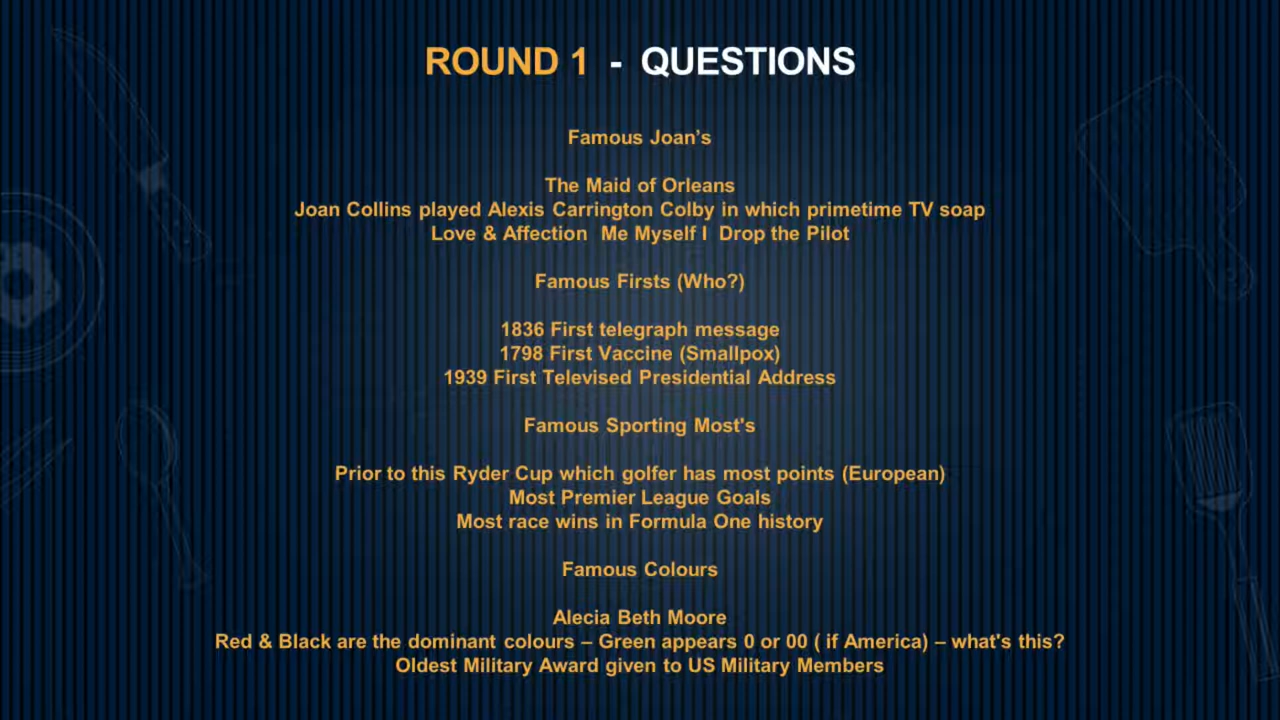 ROUND 1 - QUESTIONS
Famous Joan’s
The Maid of Orleans
Joan Collins played Alexis Carrington Colby in which primetime TV soap
Love & Affection  Me Myself I  Drop the Pilot
Famous Firsts (Who?)
1836 First telegraph message
1798 First Vaccine (Smallpox)
1939 First Televised Presidential Address
Famous Sporting Most's
Prior to this Ryder Cup which golfer has most points (European)
Most Premier League Goals
Most race wins in Formula One history
Famous Colours
Alecia Beth Moore
Red & Black are the dominant colours – Green appears 0 or 00 ( if America) – what's this?
Oldest Military Award given to US Military Members